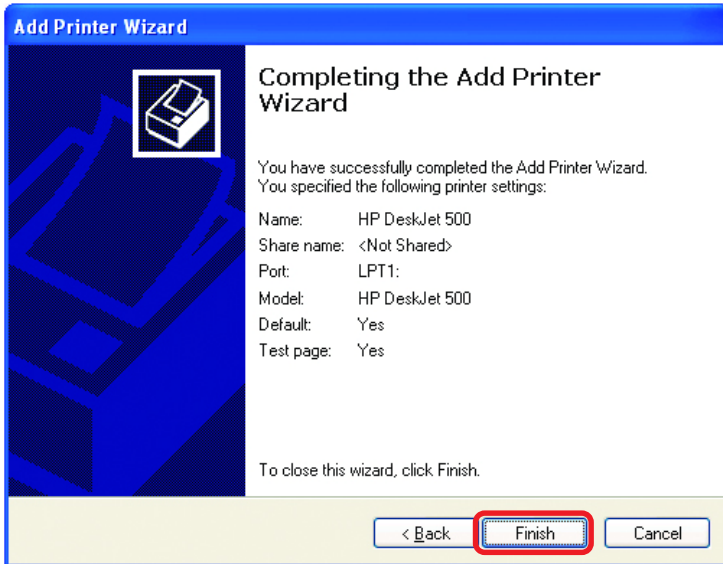 Add Printer Wizard
Completing the Add Printer
Wizard
You have successfully completed the Add Printer Wizard.
You specified the following printer settings:
Name: HP DeskJet 500
Share name: <Not Shared>
Port: LPT1:
Model: HP DeskJet 500
Default: Yes
Test page: Yes
To close this wizard, click Finish.
< Back Finish Cancel